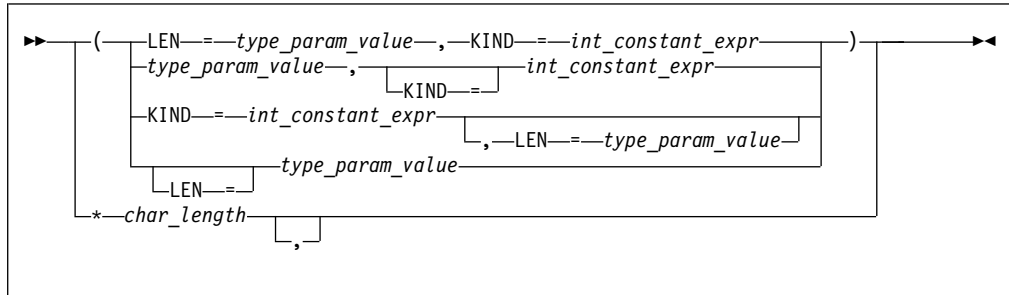 ( LEN = type_param_value , KIND = int_constant_expr )
type_param_value , int_constant_expr
KIND =
KIND = int_constant_expr
, LEN = type_param_value
type_param_value
LEN =
* char_length
,